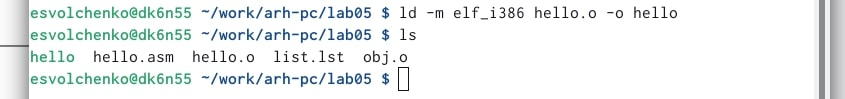 esvolchenko@dk6n55 ~/work/arh-pc/lab05 $ ld -m elf_i386 hello.o -o hello
esvolchenko@dk6n55 ~/work/arh-pc/lab05 $ ls
hello  hello.asm  hello.o  list.lst  obj.o
esvolchenko@dk6n55 ~/work/arh-pc/lab05 $